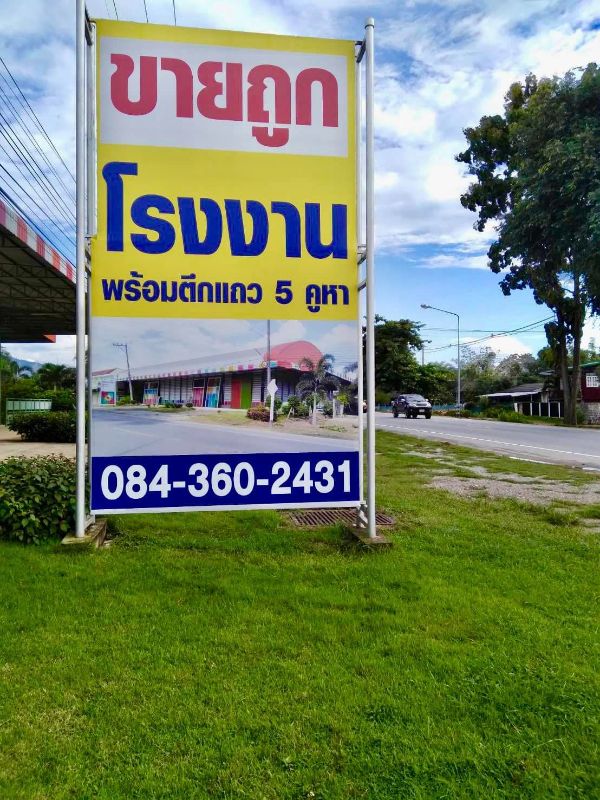 ขายถูก
โรงงาน
พร้อมตึกแถว 5 คูหา
084-360-2431